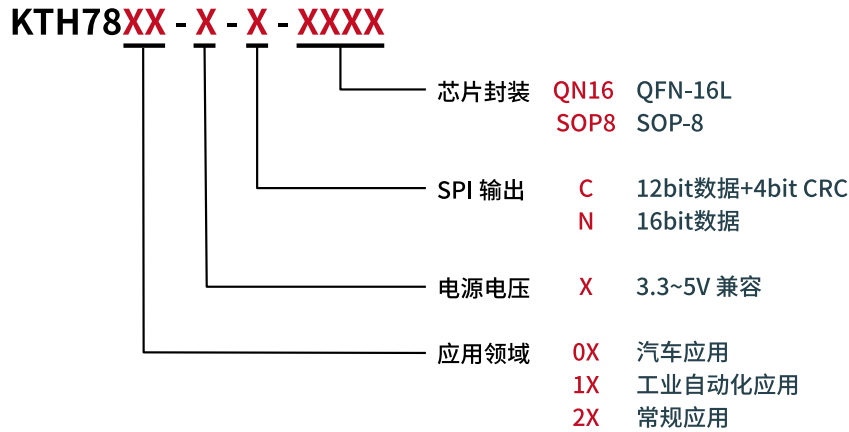 KTH78XX - X - X - XXXX
芯片封装 QN16 QFN-16L
SOP8 SOP-8
SPI 输出 C 12bit数据+4bit CRC
N 16bit数据
电源电压 X 3.3~5V 兼容
应用领域 0X 汽车应用
1X 工业自动化应用
2X 常规应用